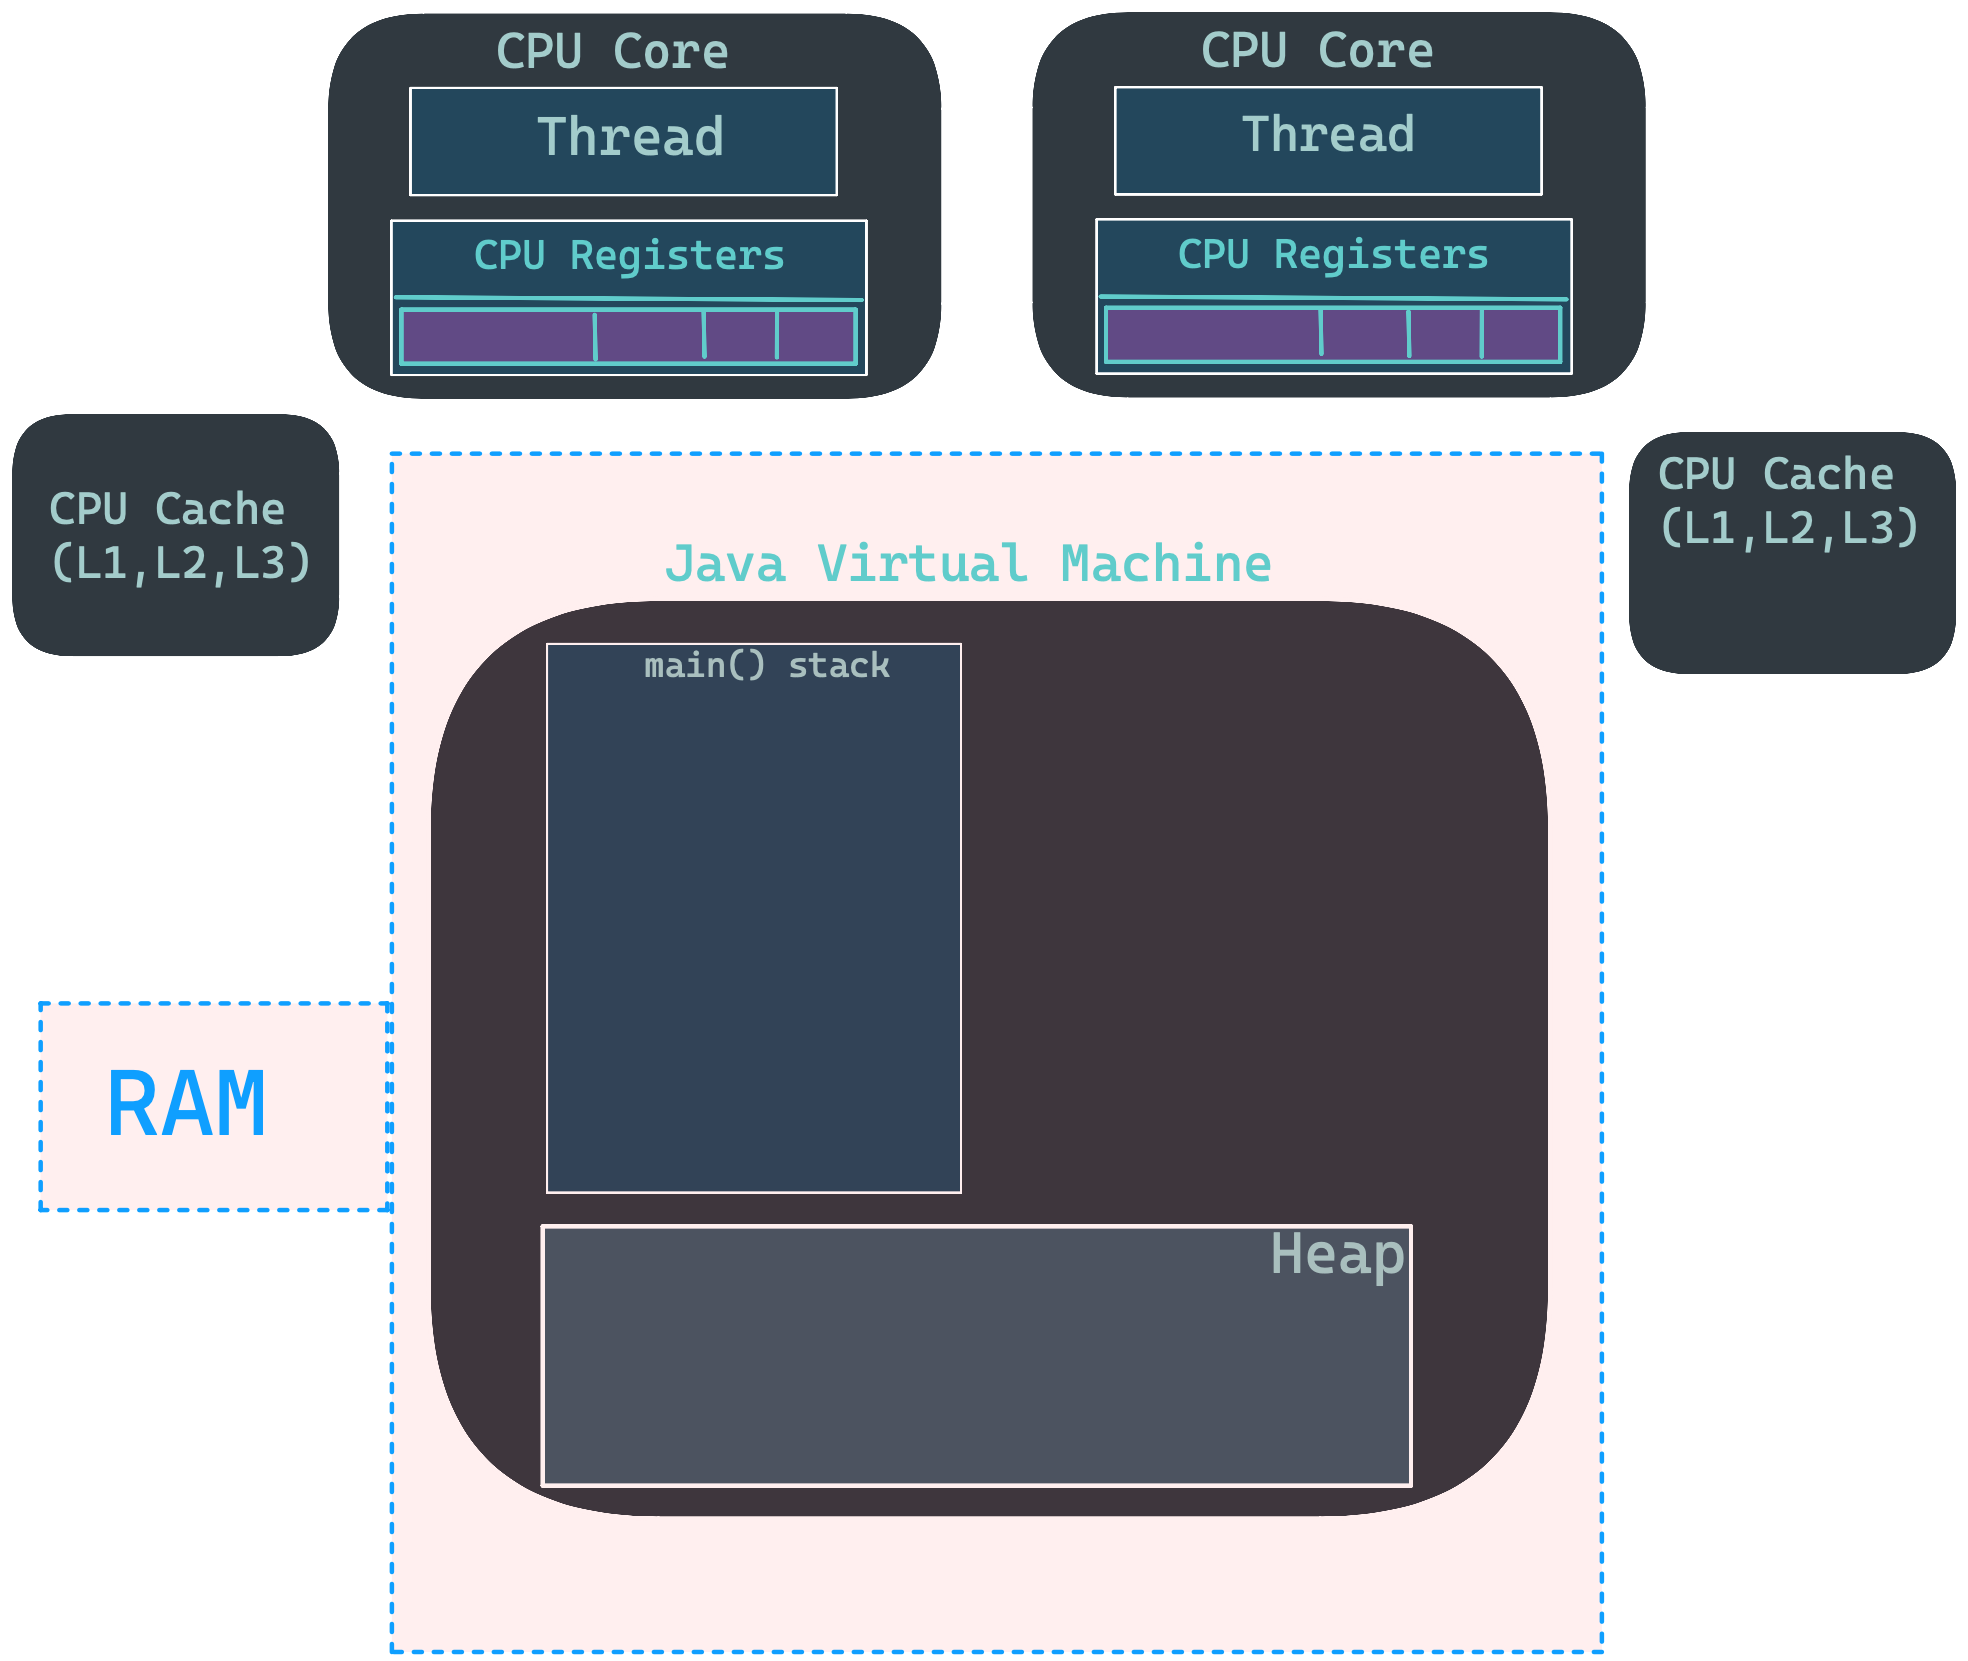 CPU Core
Thread
CPU Registers
CPU Core
Thread
CPU Registers
CPU Cache
(L1,L2,L3)
CPU Cache
(L1,L2,L3)
Java Virtual Machine
main() stack
RAM
Heap